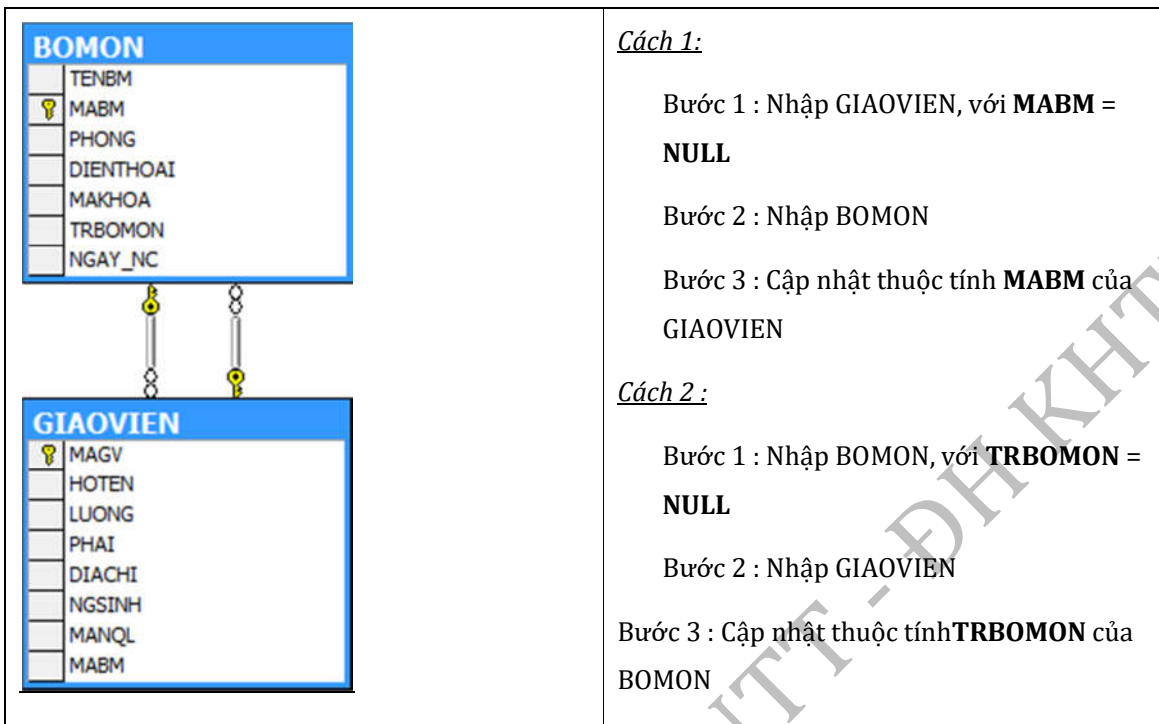 BOMON
TENBM
MABM
PHONG
DIENTHOAI
MAKHOA
TRBOMON
NGAY_NC
GIAOVIEN
MAGV
HOTEN
LUONG
PHAI
DIACHI
NGSINH
MANQL
MABM
Cách 1:
Bước 1 : Nhập GIAOVIEN, với MABM =
NULL
Bước 2 : Nhập BOMON
Bước 3 : Cập nhật thuộc tính MABM của
GIAOVIEN
Cách 2 :
Bước 1 : Nhập BOMON, với TRBOMON =
NULL
Bước 2 : Nhập GIAOVIEN
Bước 3 : Cập nhật thuộc tínhTRBOMON của
BOMON
NTT - ĐH KHT